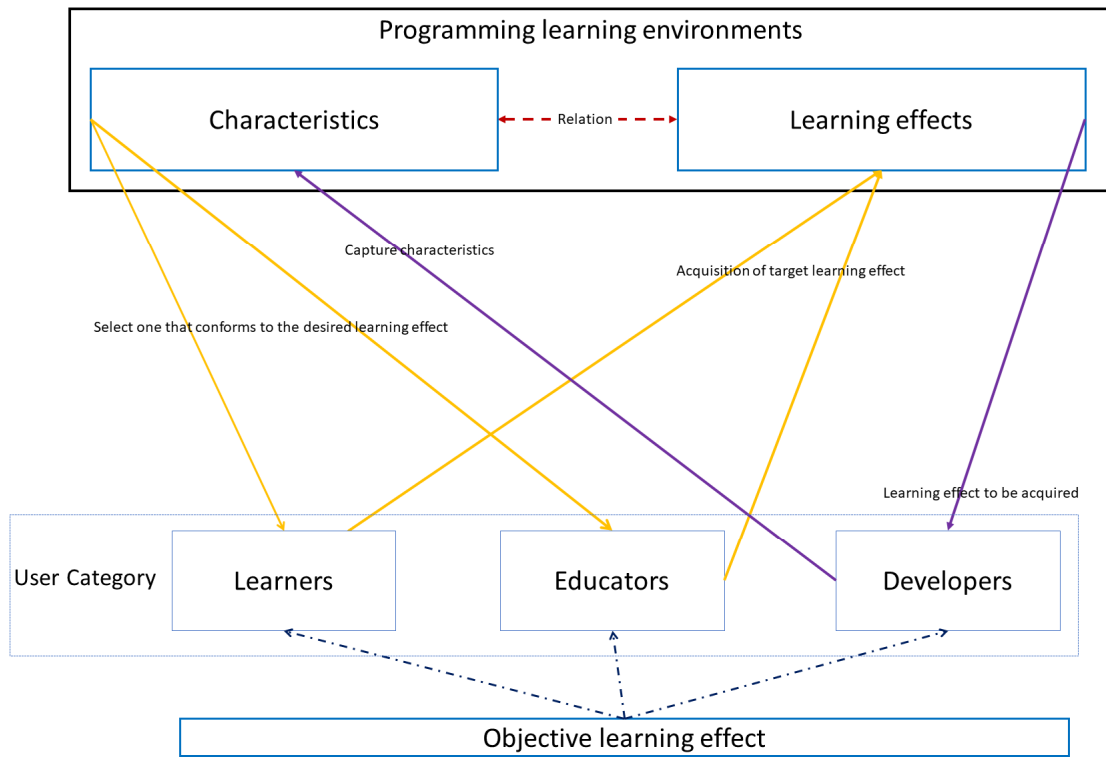 Programming learning environments
Characteristics
Relation
Learning effects
Capture characteristics
Acquisition of target learning effect
Select one that conforms to the desired learning effect
Learning effect to be acquired
User Category
Learners
Educators
Developers
Objective learning effect